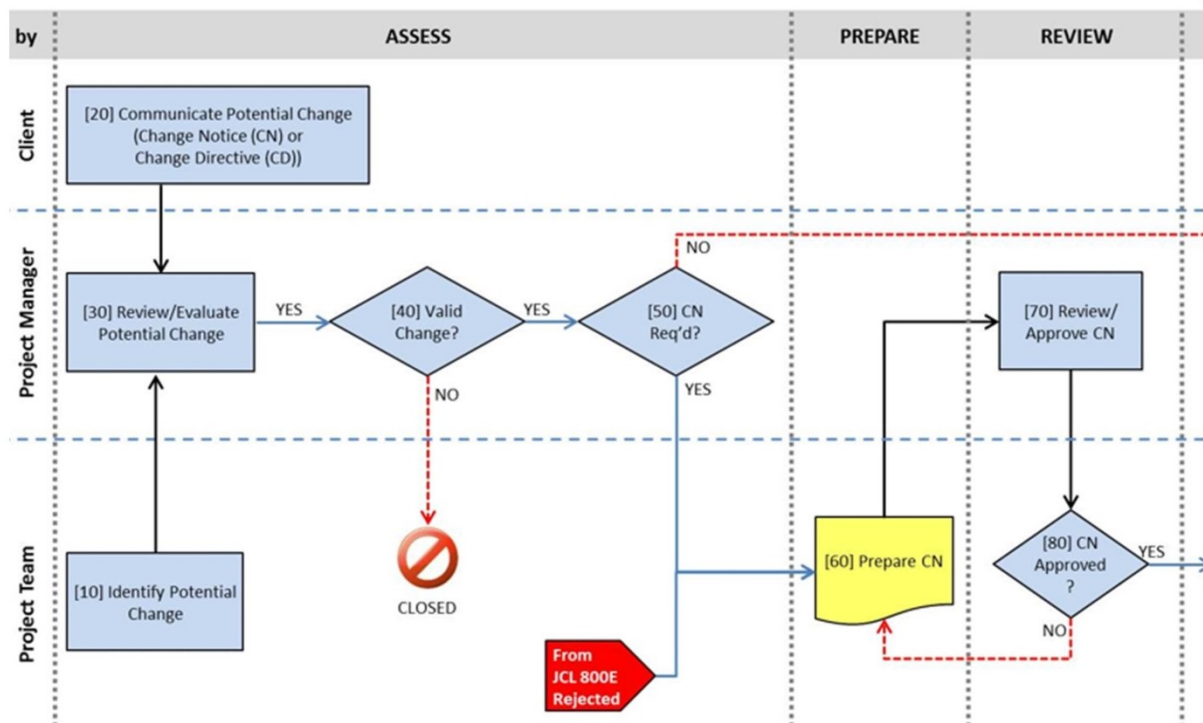 by
ASSESS
PREPARE
REVIEW
Client
[20] Communicate Potential Change
(Change Notice (CN) or
Change Directive (CD))
Project Manager
[30] Review/Evaluate
Potential Change
YES
[40] Valid
Change?
YES
[50] CN
Req'd?
NO
[70] Review/
Approve CN
NO
YES
Project Team
[10] Identify Potential
Change
CLOSED
From
JCL 800E
Rejected
[60] Prepare CN
[80] CN
Approved
?
YES
NO